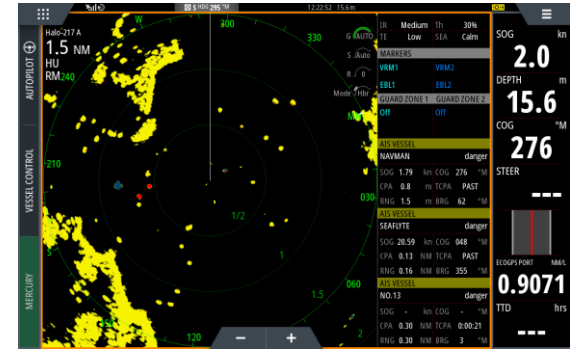 S HDG 295 °M
12:22:52 15.6 m
Halo-217 A
1.5 NM
HU
RM
W
300
330
240
210
030
060
120
S
1/2
1
1.5
2
G AUTO
S /Auto
R / 0
Mode /Hbr
IR Medium Th 30%
TE Low SEA Calm
MARKERS
VRM1 VRM2
EBL1 EBL2
GUARD ZONE 1 GUARD ZONE 2
Off Off
AIS VESSEL
NAVMAN danger
SOG 1.79 kn COG 276 °M
CPA 0.8 m TCPA PAST
RNG 1.5 m BRG 62 °M
AIS VESSEL
SEAFLYTE danger
SOG 20.59 kn COG 048 °M
CPA 0.13 NM TCPA PAST
RNG 0.16 NM BRG 355 °M
AIS VESSEL
NO.13 danger
SOG - kn COG - °M
CPA 0.30 NM TCPA 0:00:21
RNG 0.30 NM BRG 3 °M
SOG kn
2.0
DEPTH m
15.6
COG °M
276
STEER
---
ECOGPS PORT NM/L
0.9071
TTD hrs
---
AUTOPILOT
VESSEL CONTROL
MERCURY
− +